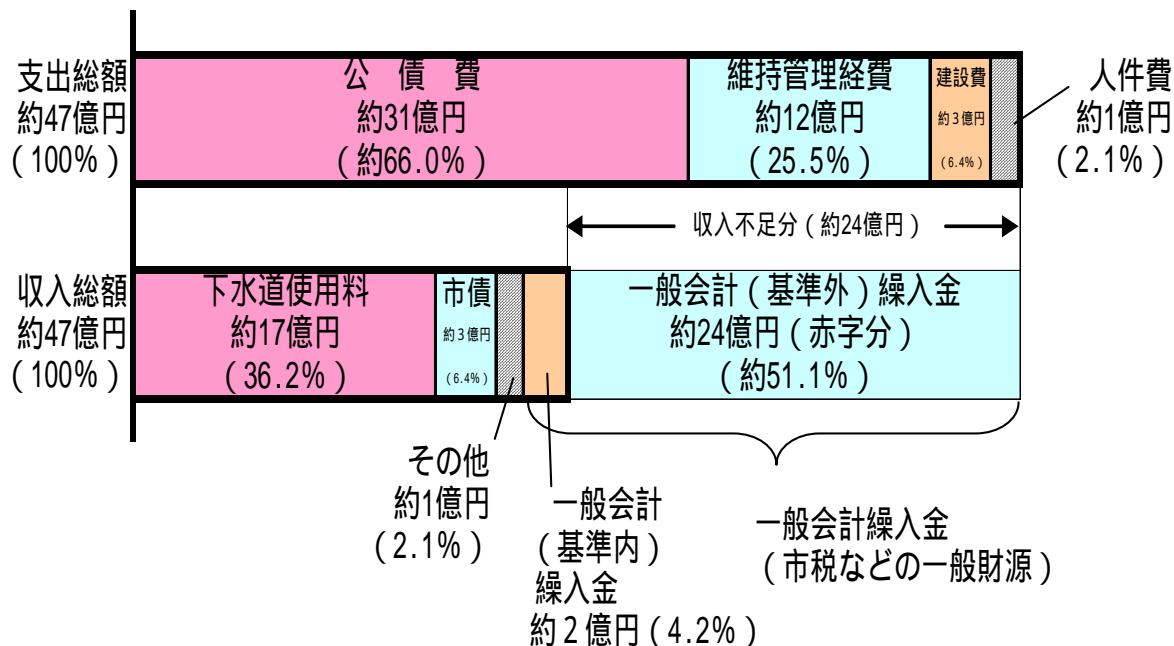 支出総額
約47億円
(100%)
公 債 費
約31億円
(約66.0%)
維持管理経費
約12億円
(25.5%)
建設費
約3億円
(6.4%)
人件費
約1億円
(2.1%)
収入不足分(約24億円)
収入総額
約47億円
(100%)
下水道使用料
約17億円
(36.2%)
市債
約3億円
(6.4%)
一般会計(基準外)繰入金
約24億円(赤字分)
(約51.1%)
その他
約1億円
(2.1%)
一般会計
(基準内)
繰入金
約2億円(4.2%)
一般会計繰入金
(市税などの一般財源)